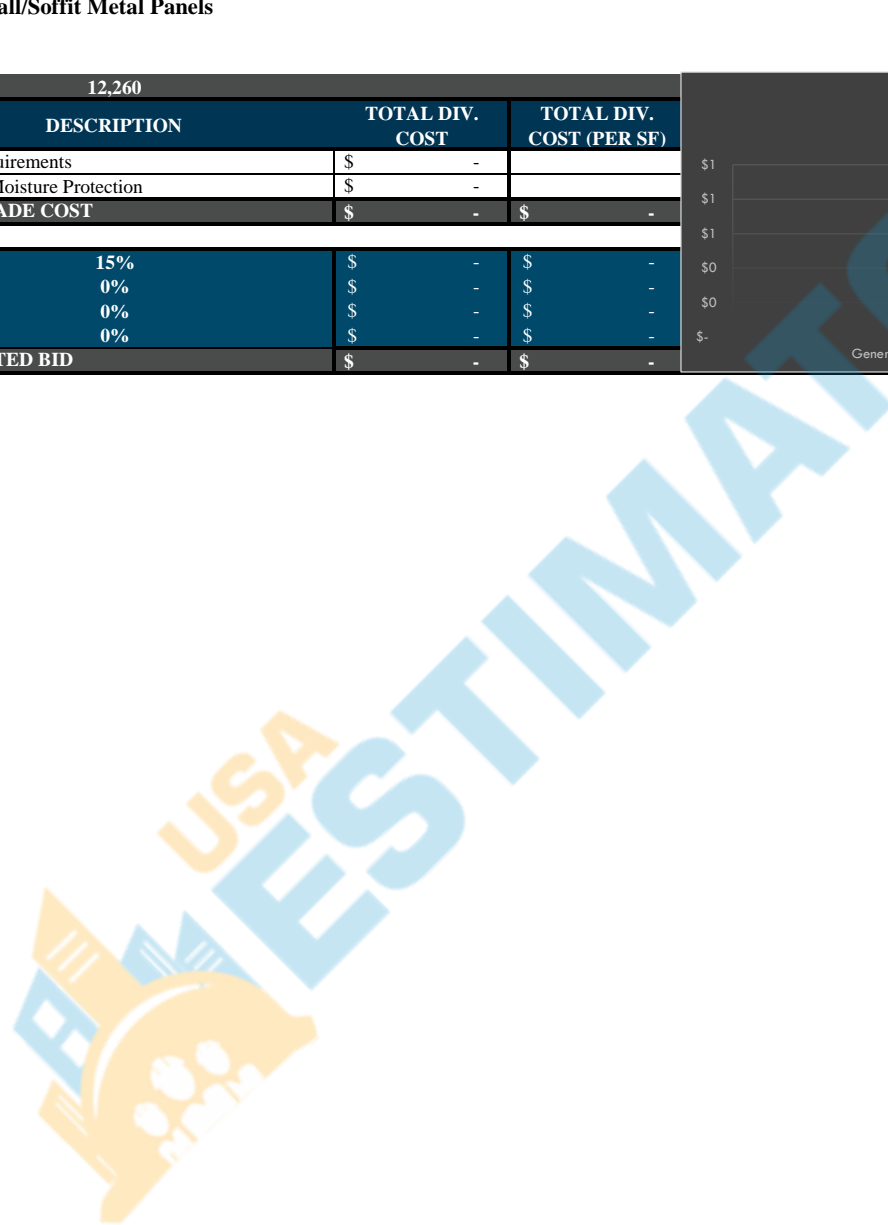 all/Soffit Metal Panels
12,260
DESCRIPTION TOTAL DIV. COST TOTAL DIV. COST (PER SF)
uirements $ -
Moisture Protection $ -
ADE COST $ - $ -
15% $ - $ -
0% $ - $ -
0% $ - $ -
0% $ - $ -
TED BID $ - $ -
$1
$1
$1
$0
$0
$-
Gener
USA
ESTIMAT